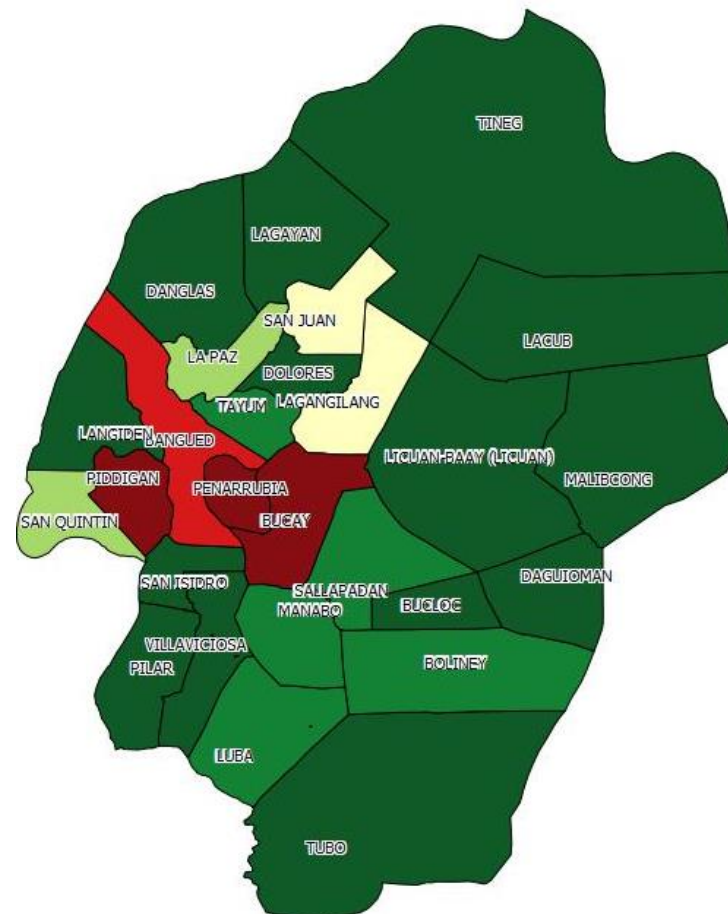 TINEG
LAGAYAN
DANGLAS
SAN JUAN
LACUB
LA PAZ
DOLORES
TAYUM
LAGANGILANG
LANGIDEN
BANGUED
LICUAN-BAAY (LICUAN)
PIDDIGAN
MALIBCONG
PENARRUBIA
SAN QUINTIN
BUCAY
SAN ISIDRO
DAGUIOMAN
SALLAPADAN
MANABO
BUCLOC
VILLAVICIOSA
PILAR
BOLINEY
LUBA
TUBO